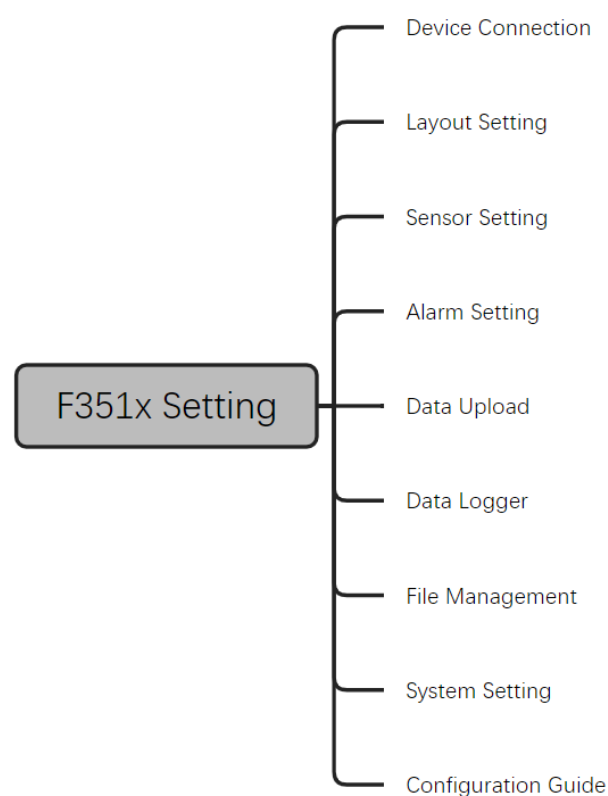 Device Connection
Layout Setting
Sensor Setting
Alarm Setting
F351x Setting
Data Upload
Data Logger
File Management
System Setting
Configuration Guide